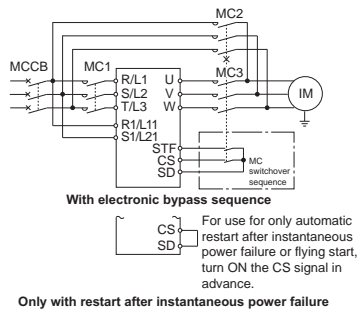 MC2
MCCB
MC1
MC3
R/L1
U
S/L2
V
T/L3
W
IM
R1/L11
S1/L21
STF
CS
SD
MC
switchover
sequence
With electronic bypass sequence
CS
SD
For use for only automatic
restart after instantaneous
power failure or flying start,
turn ON the CS signal in
advance.
Only with restart after instantaneous power failure